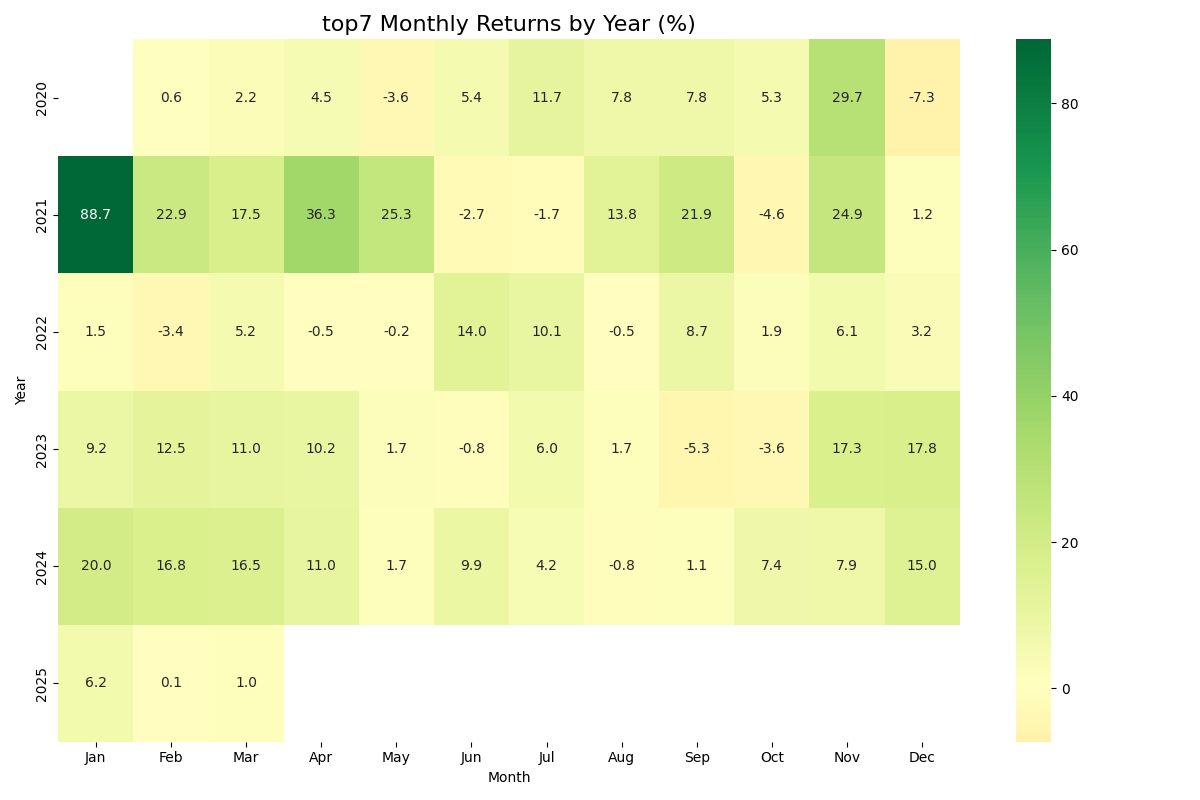 top7 Monthly Returns by Year (%)
2020 0.6 2.2 4.5 -3.6 5.4 11.7 7.8 7.8 5.3 29.7 -7.3
2021 88.7 22.9 17.5 36.3 25.3 -2.7 -1.7 13.8 21.9 -4.6 24.9 1.2
2022 1.5 -3.4 5.2 -0.5 -0.2 14.0 10.1 -0.5 8.7 1.9 6.1 3.2
Year
2023 9.2 12.5 11.0 10.2 1.7 -0.8 6.0 1.7 -5.3 -3.6 17.3 17.8
2024 20.0 16.8 16.5 11.0 1.7 9.9 4.2 -0.8 1.1 7.4 7.9 15.0
2025 6.2 0.1 1.0
Jan Feb Mar Apr May Jun Jul Aug Sep Oct Nov Dec
Month
80
60
40
20
0